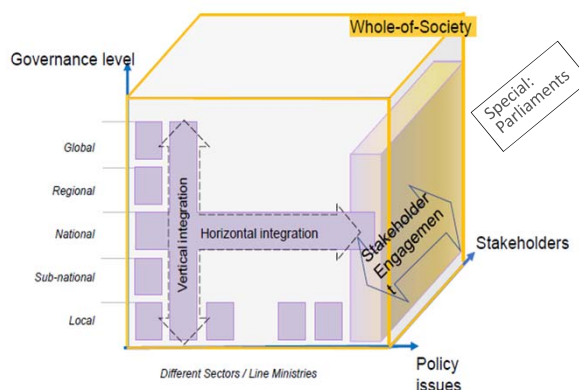 Whole-of-Society
Governance level
Special:
Parliaments
Global
Regional
National
Sub-national
Local
Vertical integration
Horizontal integration
Stakeholder
Engagemen
t
Stakeholders
Different Sectors / Line Ministries
Policy
issues